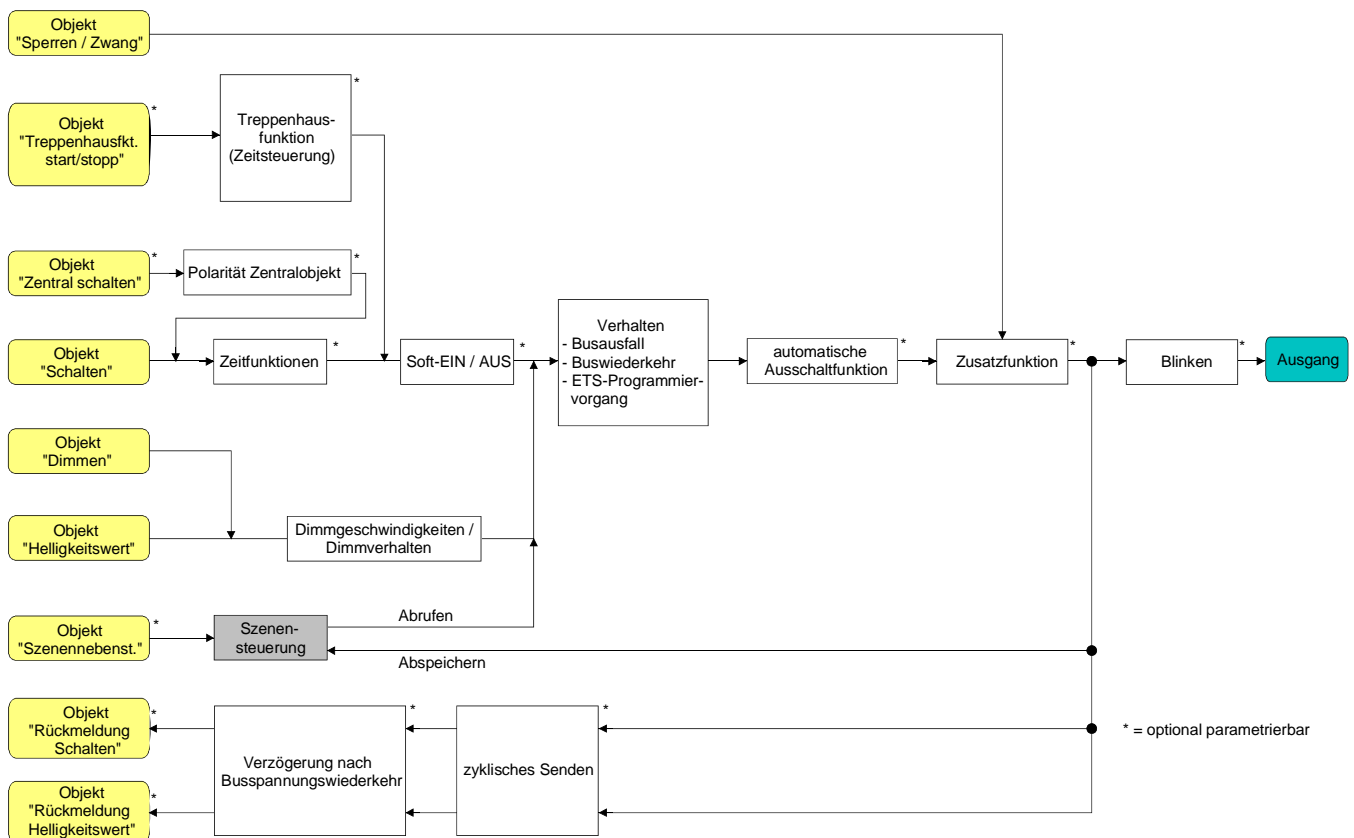 Objekt
"Sperren / Zwang"
*
*
Objekt
"Treppenhausfkt.
start/stopp"
Treppenhaus-
funktion
(Zeitsteuerung)
*
*
Objekt
"Zentral schalten"
Polarität Zentralobjekt
Objekt
"Schalten"
Zeitfunktionen
*
Soft-EIN / AUS
*
Verhalten
- Busausfall
- Buswiederkehr
- ETS-Programmier-
vorgang
automatische
Ausschaltfunktion
*
Zusatzfunktion
*
Blinken
*
Ausgang
Objekt
"Dimmen"
Objekt
"Helligkeitswert"
Dimmgeschwindigkeiten /
Dimmverhalten
Objekt
"Szenennebenst."
*
Szenen-
steuerung
Abrufen
Abspeichern
Objekt
"Rückmeldung
Schalten"
*
*
*
Verzögerung nach
Busspannungswiederkehr
zyklisches Senden
* = optional parametrierbar
Objekt
"Rückmeldung
Helligkeitswert"
*